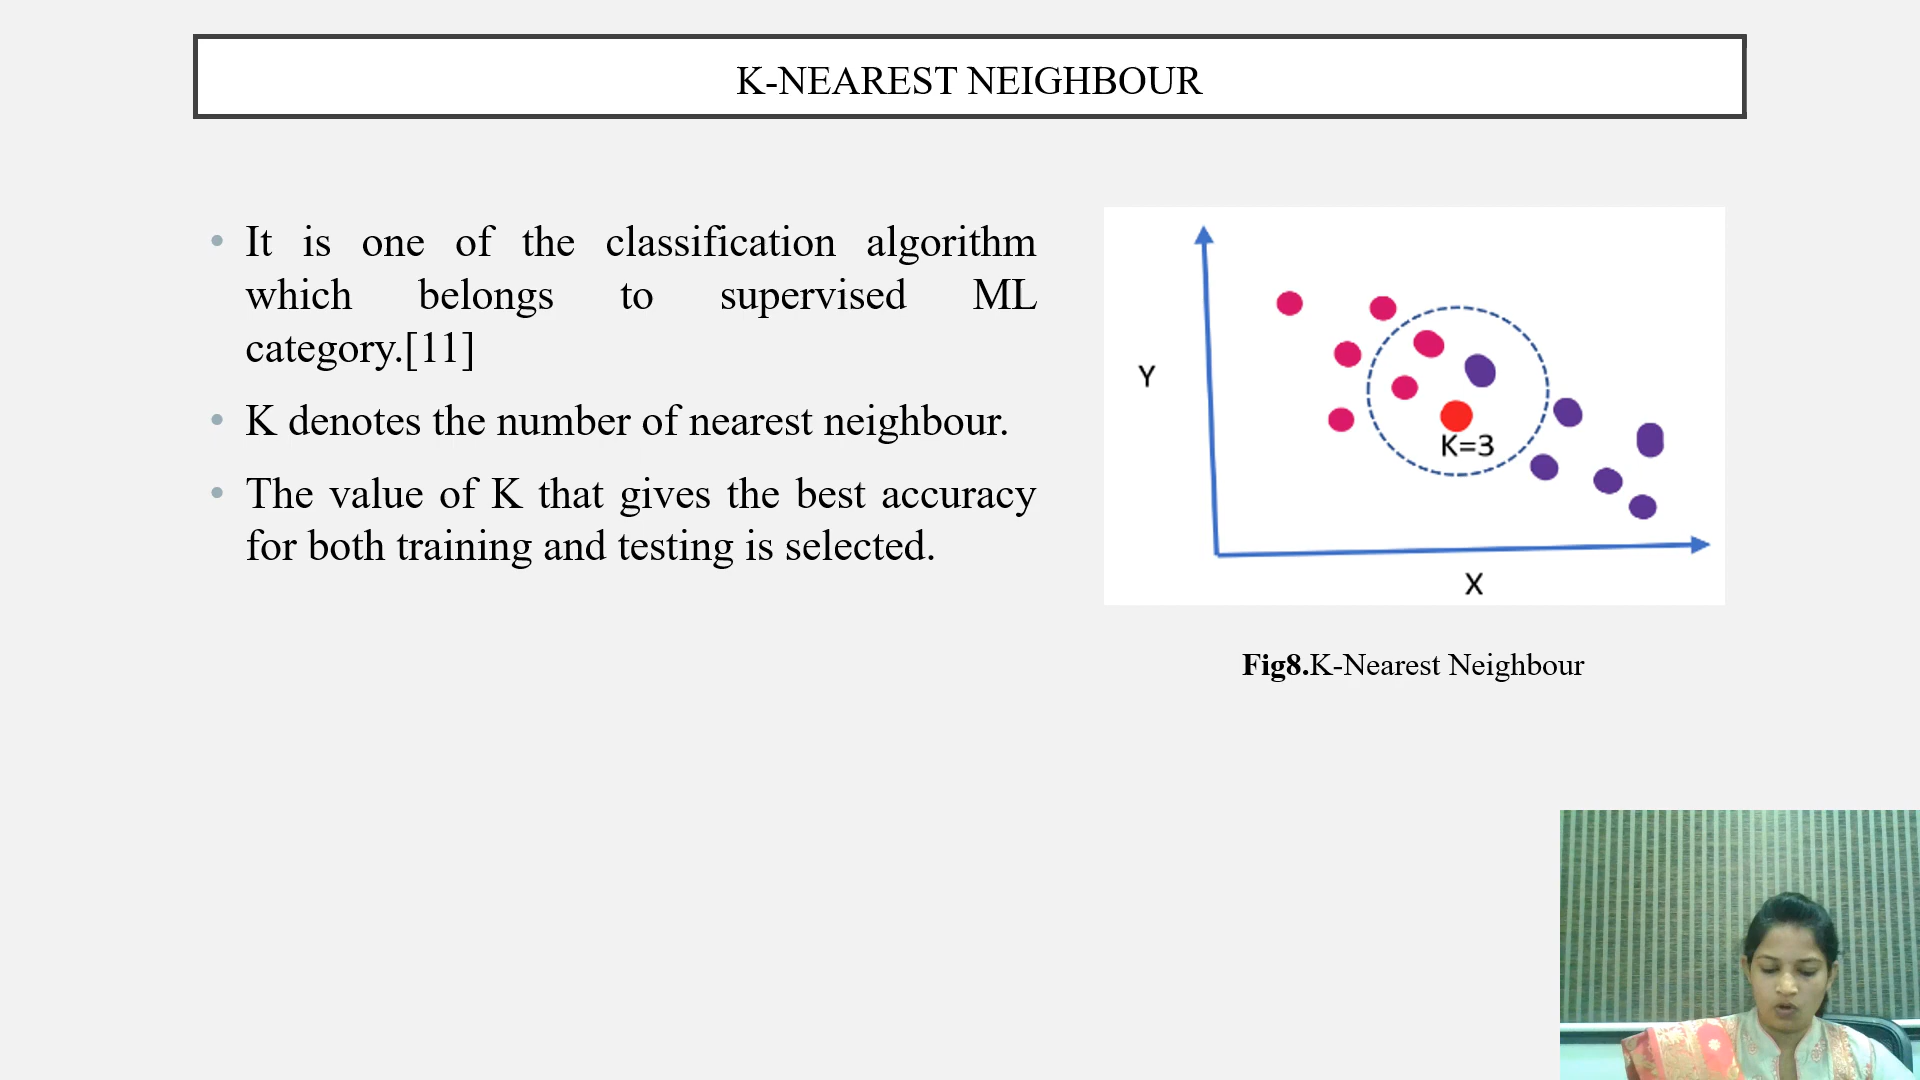 K-NEAREST NEIGHBOUR
• It is one of the classification algorithm
which belongs to supervised ML
category.[11]
• K denotes the number of nearest neighbour.
• The value of K that gives the best accuracy
for both training and testing is selected.
Y
K=3
X
Fig8.K-Nearest Neighbour